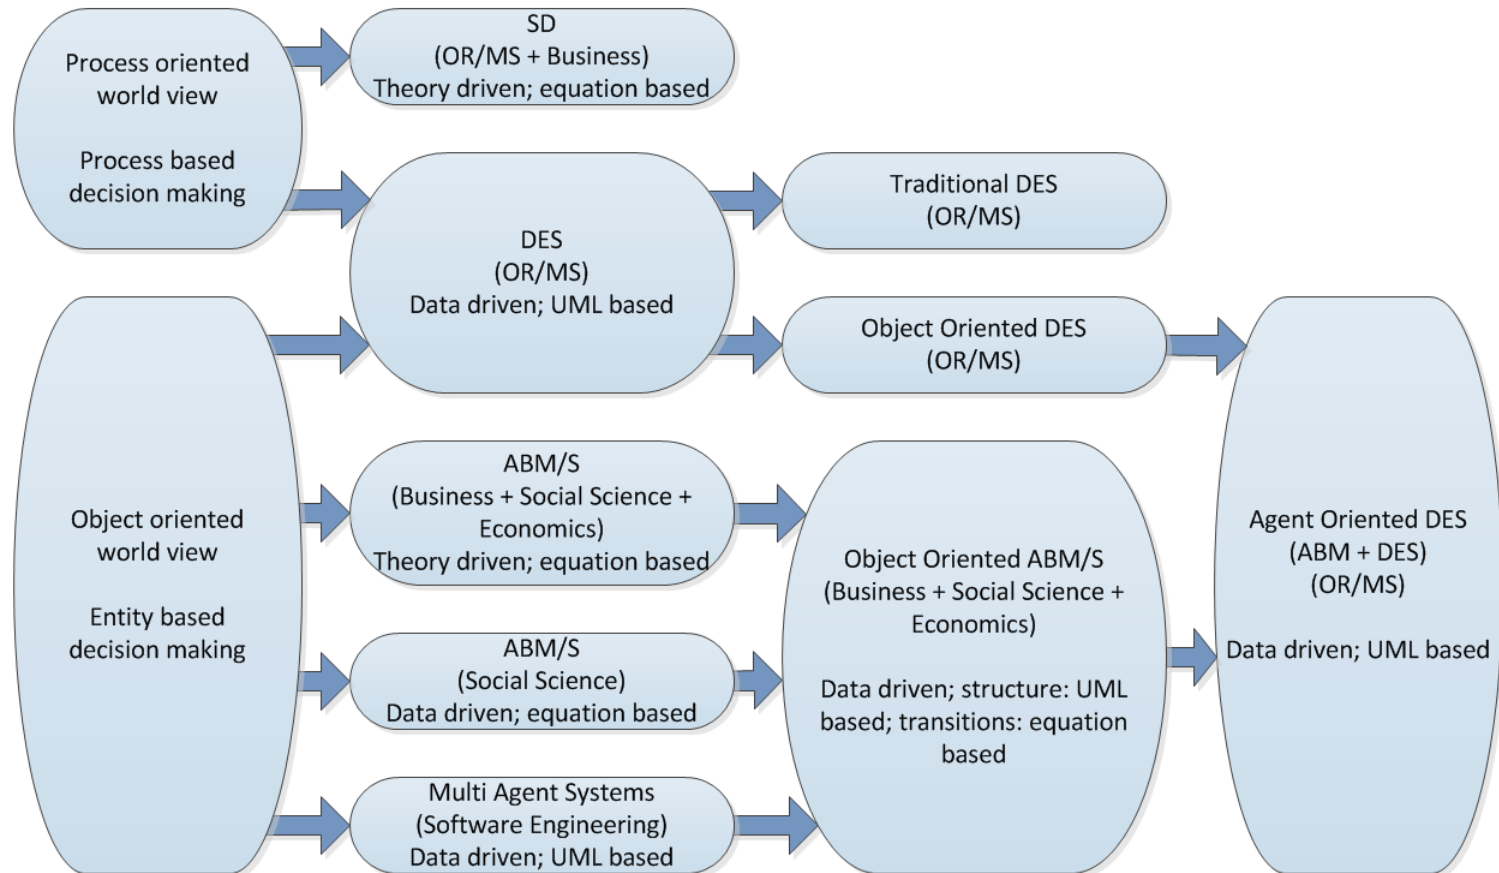 Process oriented
world view
Process based
decision making
SD
(OR/MS + Business)
Theory driven; equation based
DES
(OR/MS)
Data driven; UML based
Traditional DES
(OR/MS)
Object Oriented DES
(OR/MS)
Object oriented
world view
Entity based
decision making
ABM/S
(Business + Social Science +
Economics)
Theory driven; equation based
ABM/S
(Social Science)
Data driven; equation based
Multi Agent Systems
(Software Engineering)
Data driven; UML based
Object Oriented ABM/S
(Business + Social Science +
Economics)
Data driven; structure: UML
based; transitions: equation
based
Agent Oriented DES
(ABM + DES)
(OR/MS)
Data driven; UML based